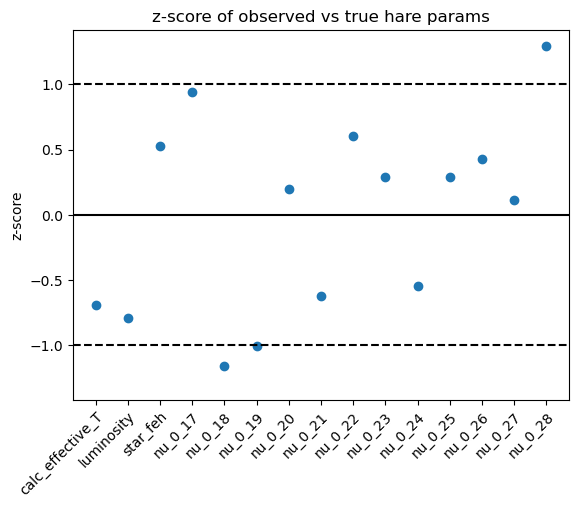 z-score of observed vs true hare params
z-score
1.0
0.5
0.0
−0.5
−1.0
calc_effective_T
luminosity
star_feh
nu_0_17
nu_0_18
nu_0_19
nu_0_20
nu_0_21
nu_0_22
nu_0_23
nu_0_24
nu_0_25
nu_0_26
nu_0_27
nu_0_28